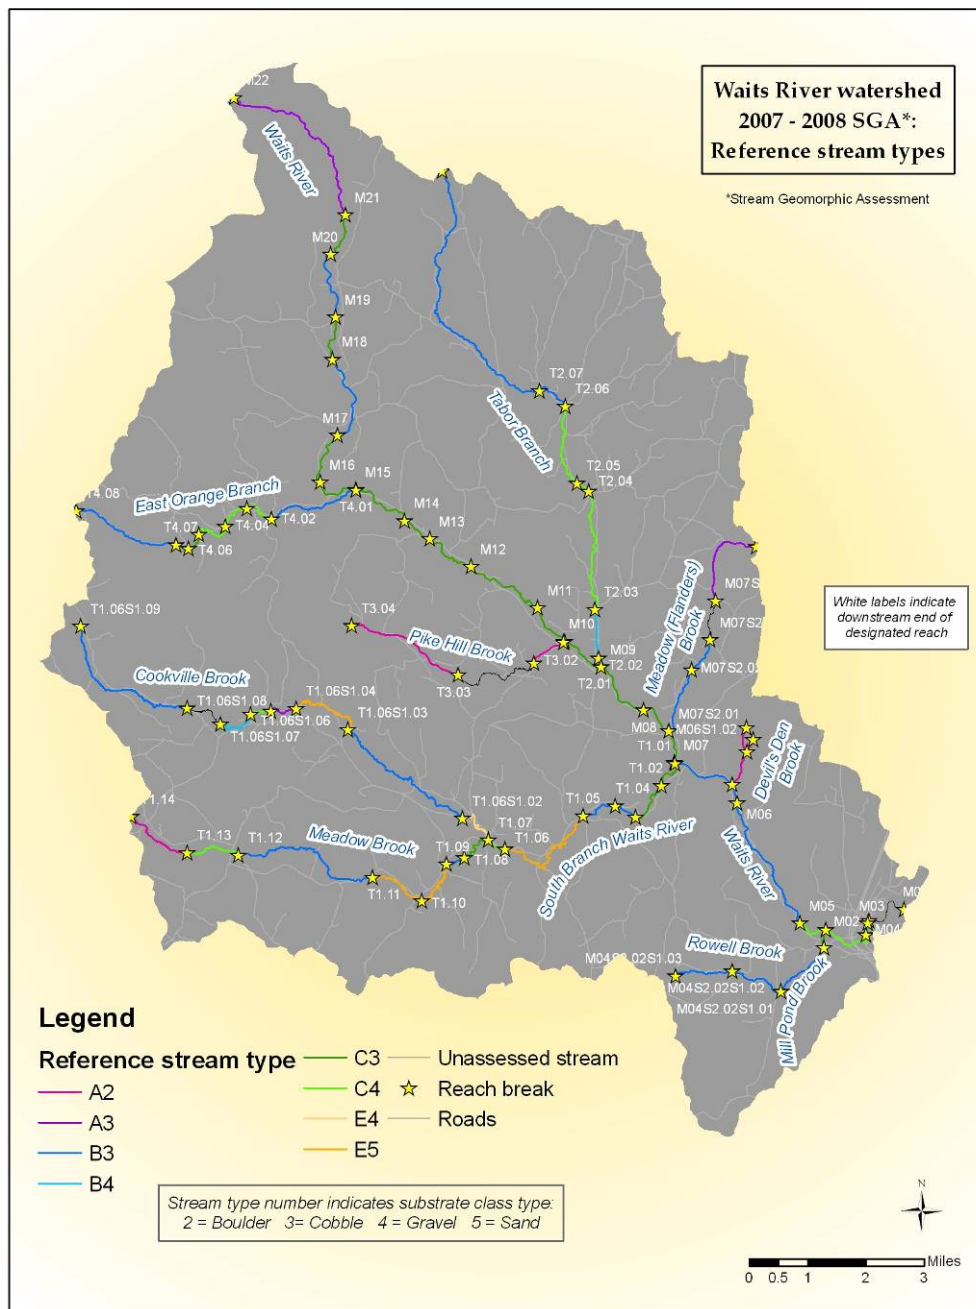 Waits River watershed
2007 - 2008 SGA*:
Reference stream types
*Stream Geomorphic Assessment
M22
Waits River
M21
M20
M19
M18
M17
M16
M15
M14
M13
M12
M11
M10
M09
T2.07
T2.06
Tabor Branch
T2.05
T2.04
T2.03
T2.02
T2.01
East Orange Branch
T4.08
T4.07
T4.06
T4.04
T4.02
T4.01
White labels indicate
downstream end of
designated reach
Meadow (Flanders)
Brook
M07S2.02
M07S2.01
M06S1.02
T3.04
Pike Hill Brook
T3.02
T3.03
T1.06S1.09
Cookville Brook
T1.06S1.08
T1.06S1.07
T1.06S1.06
T1.06S1.04
T1.06S1.03
T1.06S1.02
M08
T1.01
M07
T1.02
T1.04
T1.05
Devil's Den
Brook
M06
Waits River
South Branch Waits River
T1.14
T1.13
T1.12
Meadow Brook
T1.11
T1.10
T1.09
T1.08
T1.07
T1.06
M05
M02
M03
M04
Rowell Brook
M04S2.02S1.03
M04S2.02S1.02
M04S2.02S1.01
Mill Pond Brook
Legend
Reference stream type
A2
A3
B3
B4
C3
C4
E4
E5
Unassessed stream
Reach break
Roads
Stream type number indicates substrate class type:
2 = Boulder 3= Cobble 4 = Gravel 5 = Sand
N
Miles
0 0.5 1 2 3